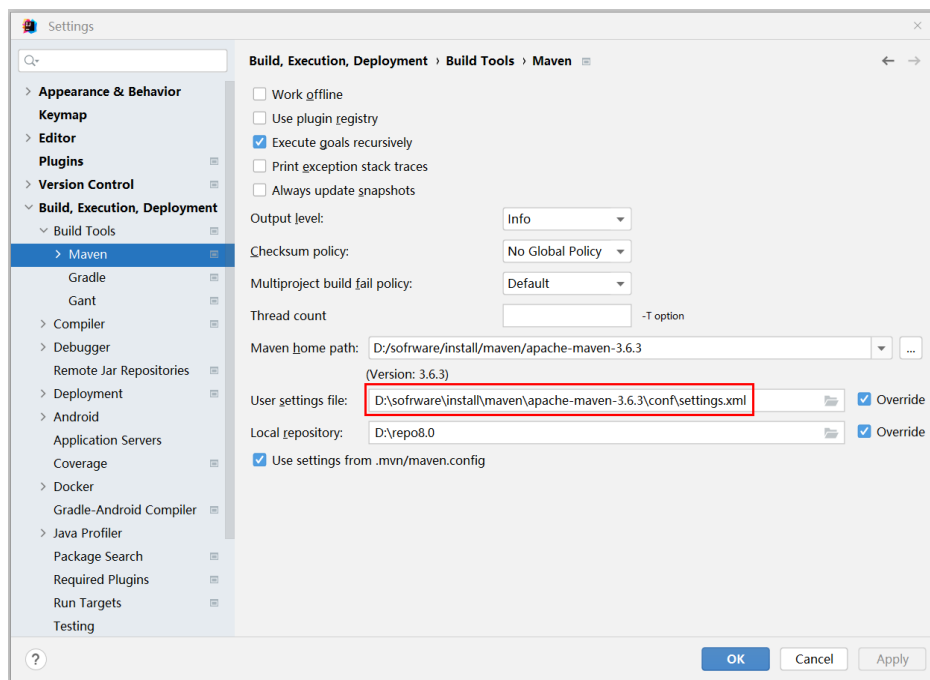 Settings
Build, Execution, Deployment › Build Tools › Maven
Appearance & Behavior
Keymap
Editor
Plugins
Version Control
Build, Execution, Deployment
Build Tools
Maven
Gradle
Gant
Compiler
Debugger
Remote Jar Repositories
Deployment
Android
Application Servers
Coverage
Docker
Gradle-Android Compiler
Java Profiler
Package Search
Required Plugins
Run Targets
Testing
Work offline
Use plugin registry
Execute goals recursively
Print exception stack traces
Always update snapshots
Output level: Info
Checksum policy: No Global Policy
Multiproject build fail policy: Default
Thread count -T option
Maven home path: D:/sofrware/install/maven/apache-maven-3.6.3 ...
(Version: 3.6.3)
User settings file: D:\sofrware\install\maven\apache-maven-3.6.3\conf\settings.xml Override
Local repository: D:\repo8.0 Override
Use settings from .mvn/maven.config
? OK Cancel Apply